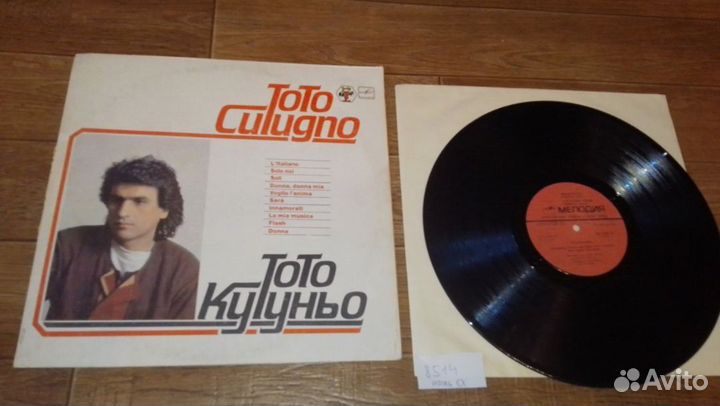 ToTo
Cutugno
L'Italiano
Solo noi
Soli
Donna, donna mia
Voglio l'anima
Sarà
Innamorati
La mia musica
Flash
Donna
ТоТо
Кутуньо
МЕЛОДИЯ
8514
Avito